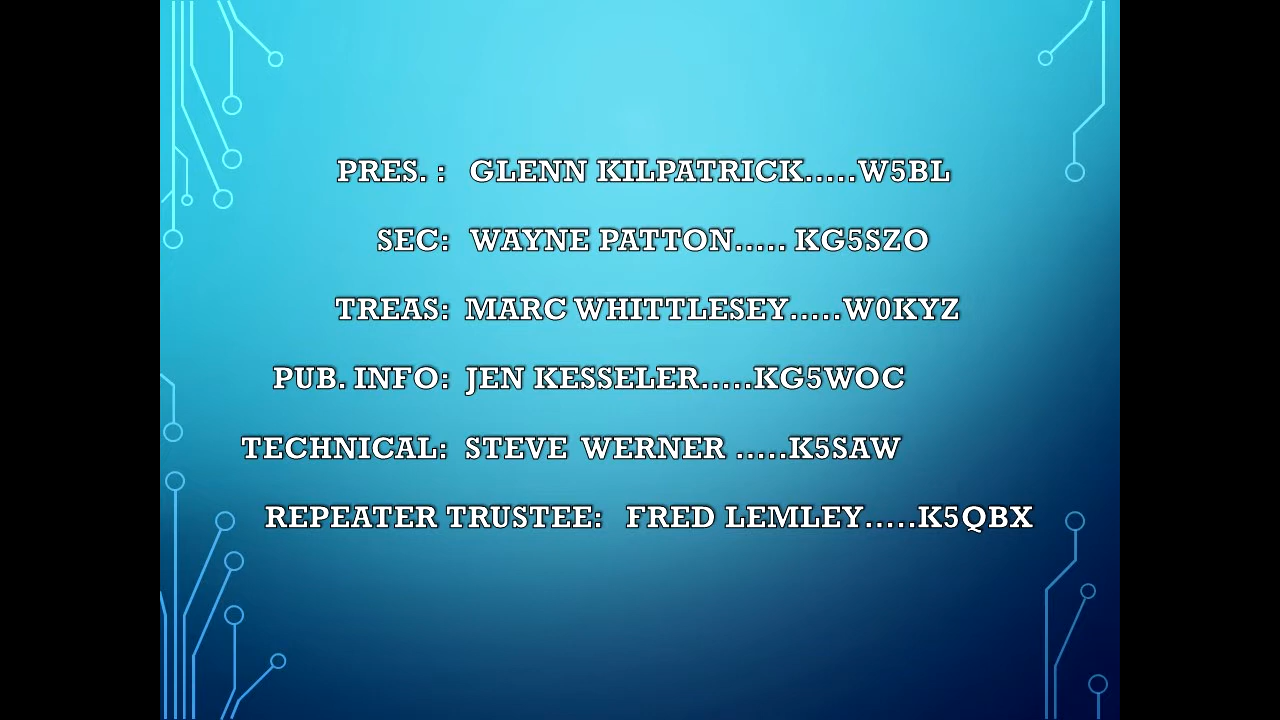 PRES. : GLENN KILPATRICK.....W5BL
SEC: WAYNE PATTON..... KG5SZO
TREAS: MARC WHITTLESEY.....W0KYZ
PUB. INFO: JEN KESSELER.....KG5WOC
TECHNICAL: STEVE WERNER .....K5SAW
REPEATER TRUSTEE: FRED LEMLEY.....K5QBX